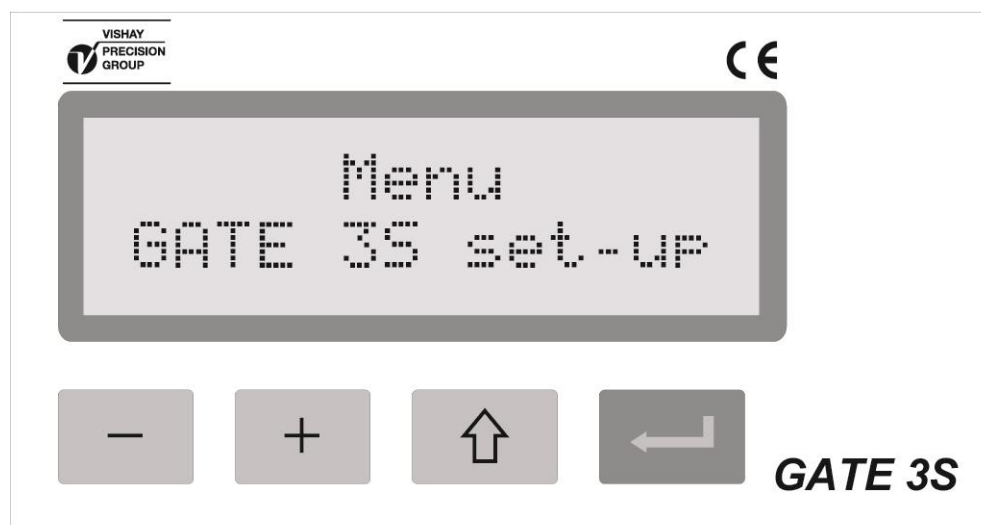 VISHAY
PRECISION
GROUP
CE
Menu
GATE 3S set-up
- +
GATE 3S